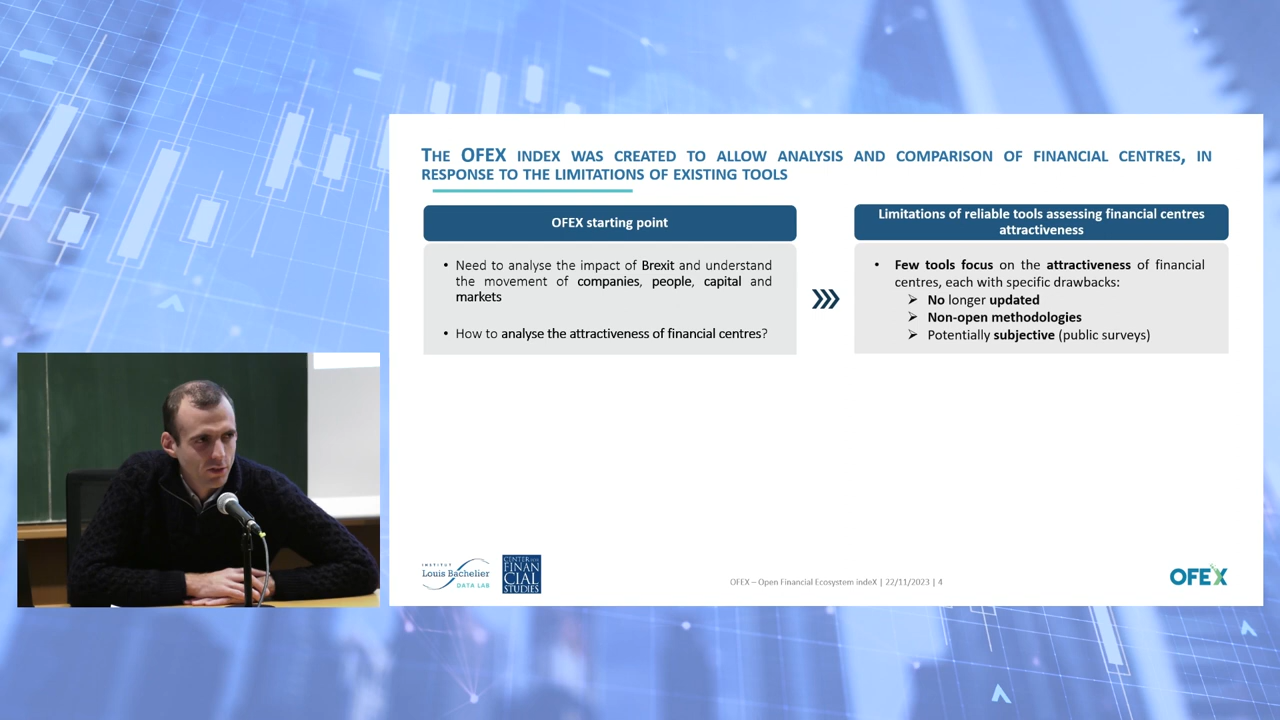 THE OFEX INDEX WAS CREATED TO ALLOW ANALYSIS AND COMPARISON OF FINANCIAL CENTRES, IN
RESPONSE TO THE LIMITATIONS OF EXISTING TOOLS
OFEX starting point
• Need to analyse the impact of Brexit and understand
the movement of companies, people, capital and
markets
• How to analyse the attractiveness of financial centres?
Limitations of reliable tools assessing financial centres
attractiveness
• Few tools focus on the attractiveness of financial
centres, each with specific drawbacks:
➢ No longer updated
➢ Non-open methodologies
➢ Potentially subjective (public surveys)
INSTITUT
Louis Bachelier
DATA LAB
CENTER FOR
FINAN
CIAL
STUDIES
OFEX – Open Financial Ecosystem indeX | 22/11/2023 | 4
OFEX